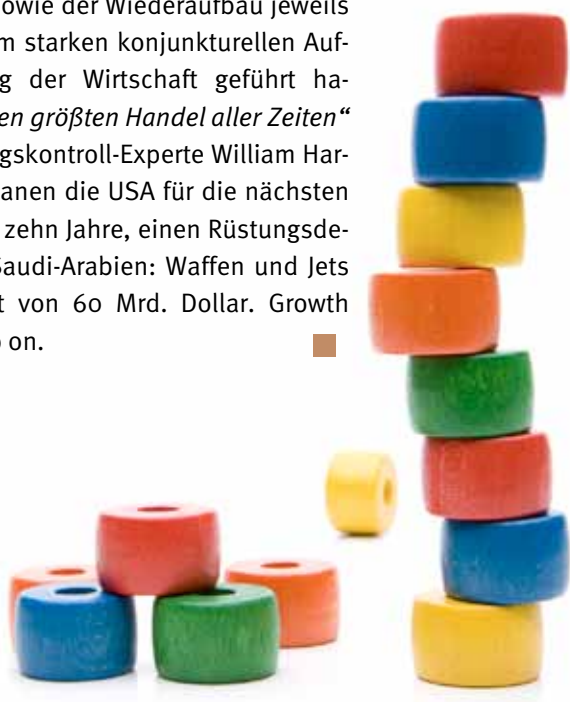 sowie der Wiederaufbau jeweils
m starken konjunkturellen Auf-
g der Wirtschaft geführt ha-
en größten Handel aller Zeiten“
gskontroll-Experte William Har-
anen die USA für die nächsten
zehn Jahre, einen Rüstungsde-
Saudi-Arabien: Waffen und Jets
t von 60 Mrd. Dollar. Growth
on.